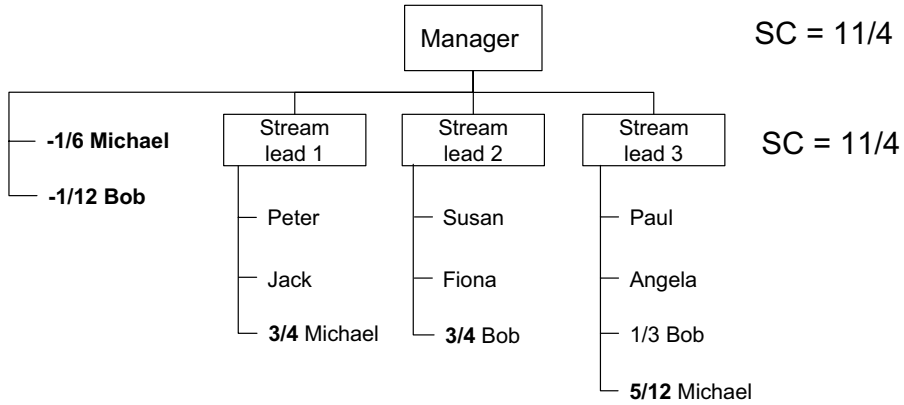 Manager
SC = 11/4
-1/6 Michael
-1/12 Bob
Stream
lead 1
Stream
lead 2
Stream
lead 3
SC = 11/4
Peter
Jack
3/4 Michael
Susan
Fiona
3/4 Bob
Paul
Angela
1/3 Bob
5/12 Michael